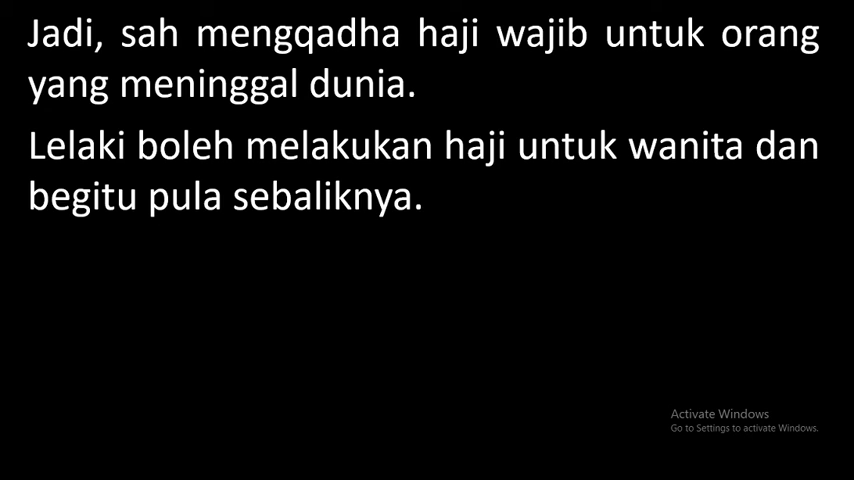 Jadi, sah mengqadha haji wajib untuk orang
yang meninggal dunia.
Lelaki boleh melakukan haji untuk wanita dan
begitu pula sebaliknya.
Activate Windows
Go to Settings to activate Windows.